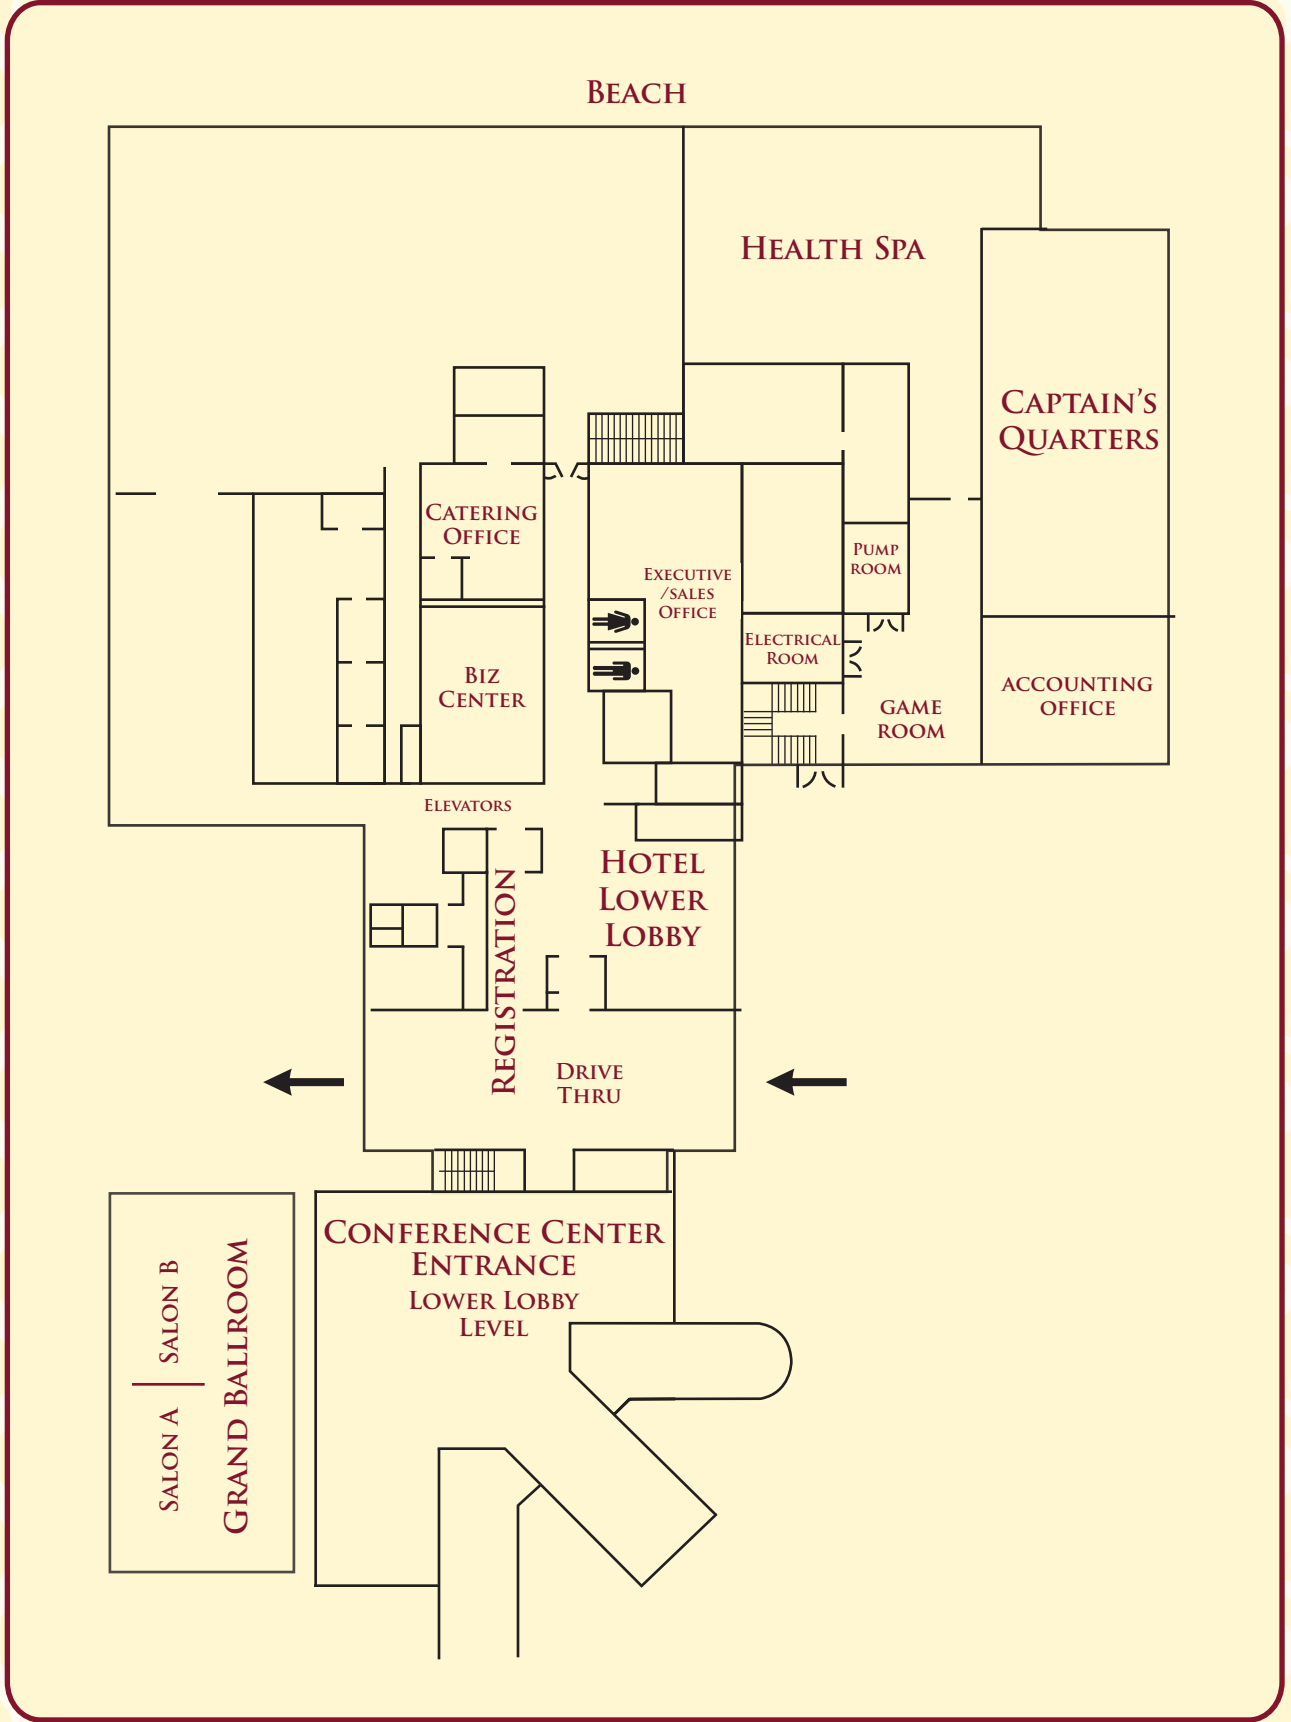 Beach
Health Spa
Captain's
Quarters
Catering
Office
Pump
room
Executive
/sales
Office
Electrical
Room
Biz
Center
accounting
office
game
room
Elevators
Hotel
Lower
Lobby
Registration
Drive
Thru
Conference Center
Entrance
Lower Lobby
Level
Salon B
Salon A
Grand Ballroom